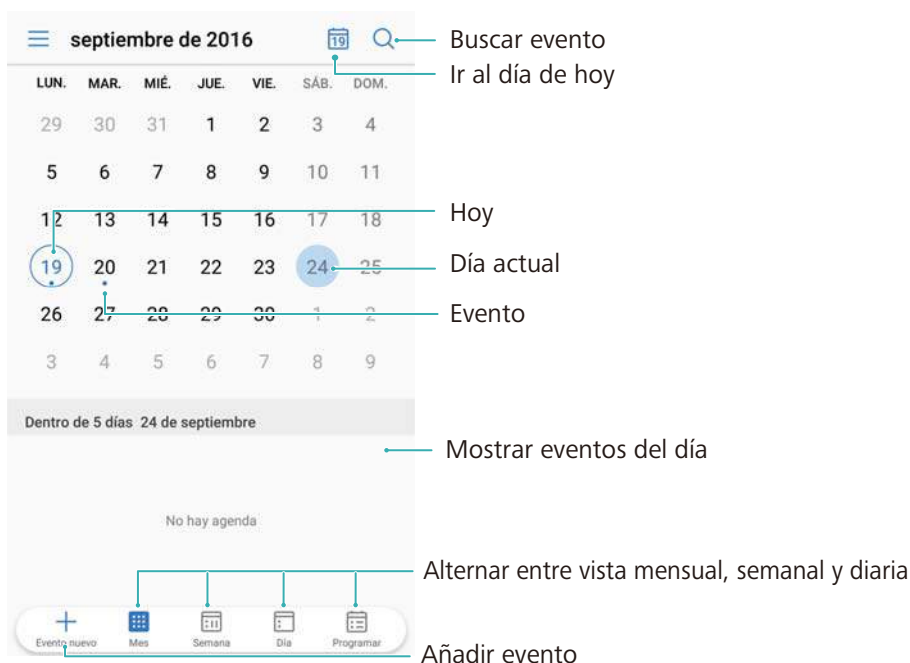 septiembre de 2016
19
Buscar evento
Ir al día de hoy
LUN. MAR. MIÉ. JUE. VIE. SÁB. DOM.
29 30 31 1 2 3 4
5 6 7 8 9 10 11
12 13 14 15 16 17 18
Hoy
19 20 21 22 23 24 25
Día actual
26 27 28 29 30 1 2
Evento
3 4 5 6 7 8 9
Dentro de 5 días 24 de septiembre
Mostrar eventos del día
No hay agenda
Alternar entre vista mensual, semanal y diaria
Evento nuevo Mes Semana Día Programar
Añadir evento